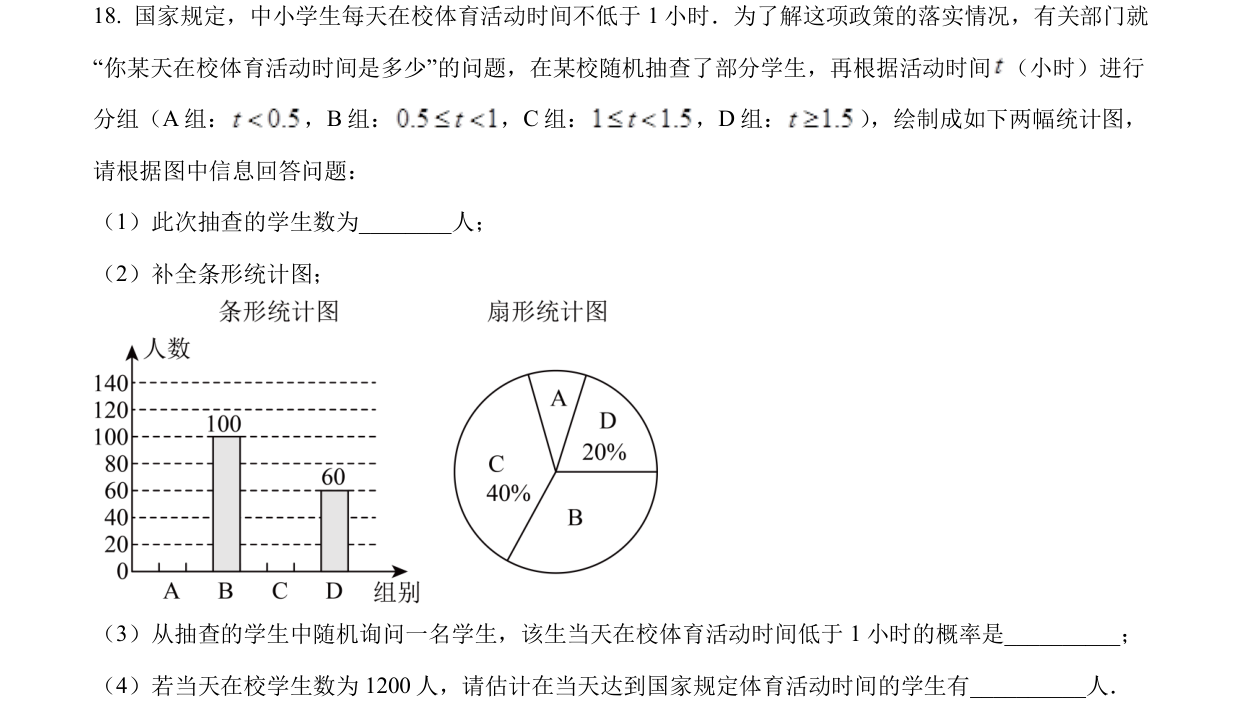 18. 国家规定，中小学生每天在校体育活动时间不低于 1 小时．为了解这项政策的落实情况，有关部门就
“你某天在校体育活动时间是多少”的问题，在某校随机抽查了部分学生，再根据活动时间 t（小时）进行
分组（A 组：t<0.5，B 组：0.5≤t<1，C 组：1≤t<1.5，D 组：t≥1.5），绘制成如下两幅统计图，
请根据图中信息回答问题：
（1）此次抽查的学生数为________人；
（2）补全条形统计图；
条形统计图
人数
140
120
100
80
60
40
20
0
100
60
A B C D 组别
扇形统计图
A
D
20%
C
40%
B
（3）从抽查的学生中随机询问一名学生，该生当天在校体育活动时间低于 1 小时的概率是__________；
（4）若当天在校学生数为 1200 人，请估计在当天达到国家规定体育活动时间的学生有__________人．